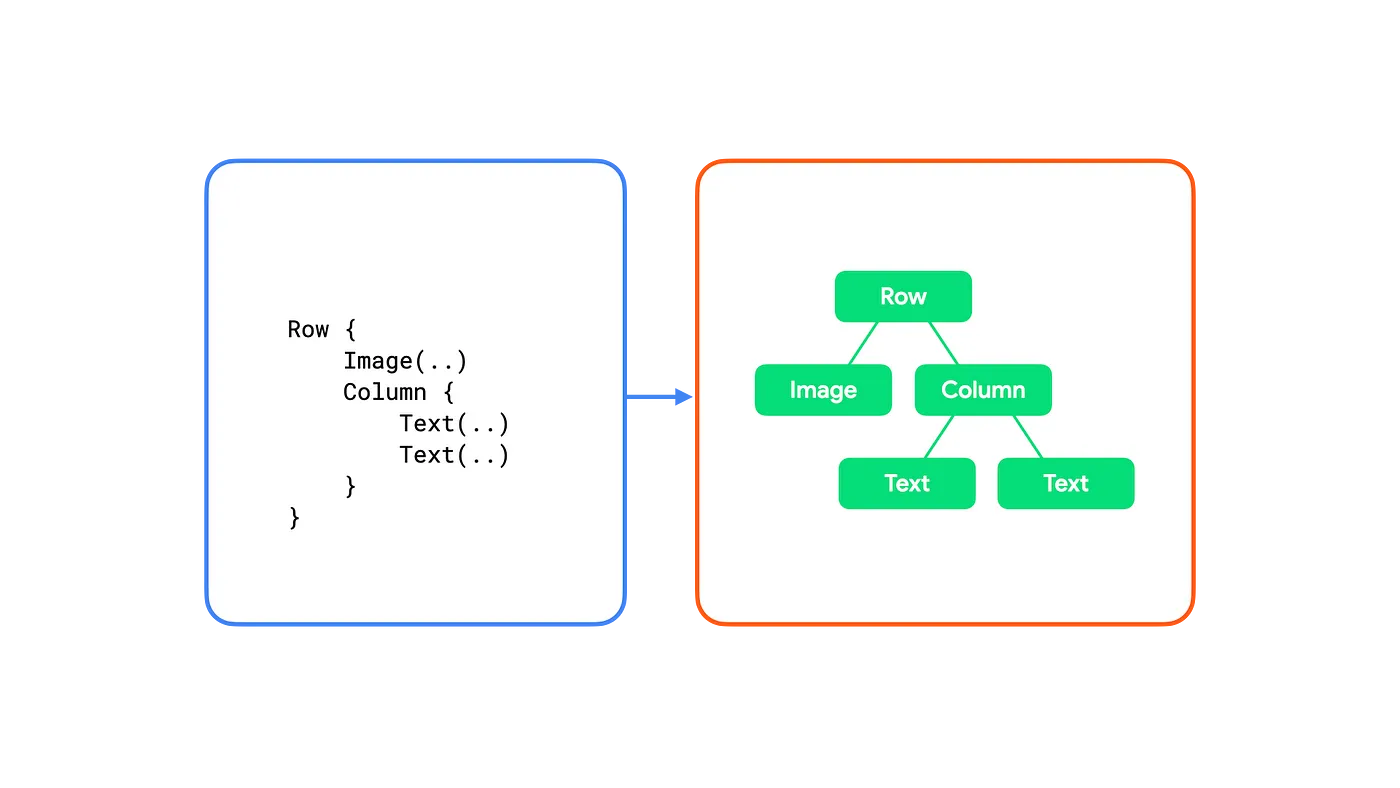 Row {
    Image(..)
    Column {
        Text(..)
        Text(..)
    }
}
Row
Image
Column
Text
Text